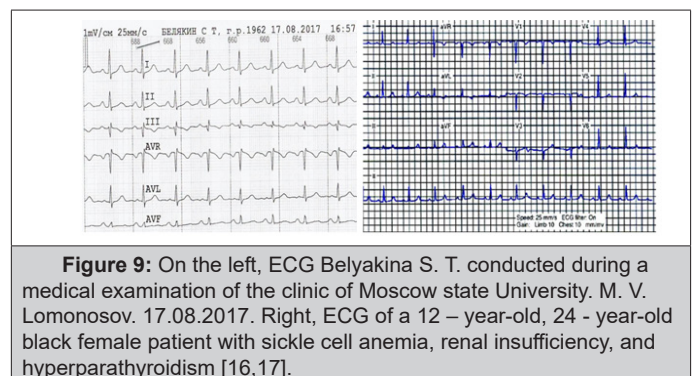 1мV/см 25мм/с БЕЛЯКИН С Т, г.р.1962 17.08.2017 16:57
I
II
III
AVR
AVL
AVF
aVR V1 V4
aVL V2 V5
aVF V3
Speed: 25 mm/s ECG filter: On
Gain: Limb:10 Chest:10 mm/mv
Figure 9: On the left, ECG Belyakina S. T. conducted during a
medical examination of the clinic of Moscow state University. M. V.
Lomonosov. 17.08.2017. Right, ECG of a 12 – year-old, 24 - year-old
black female patient with sickle cell anemia, renal insufficiency, and
hyperparathyroidism [16,17].